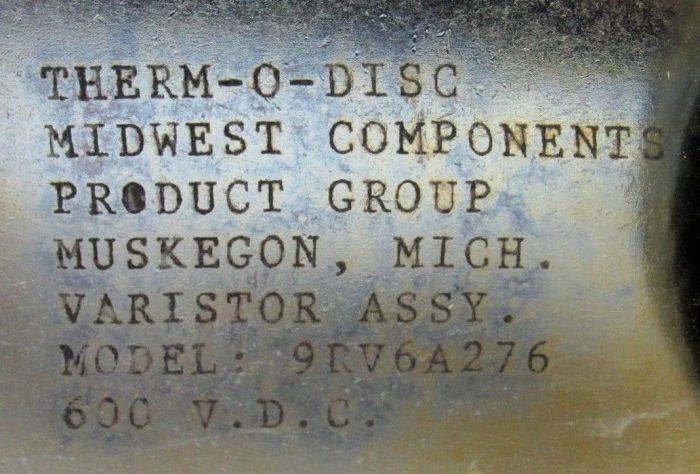 THERM-O-DISC
MIDWEST COMPONENTS
PRODUCT GROUP
MUSKEGON, MICH.
VARISTOR ASSY.
MODEL: 9RV6A276
600 V.D.C.